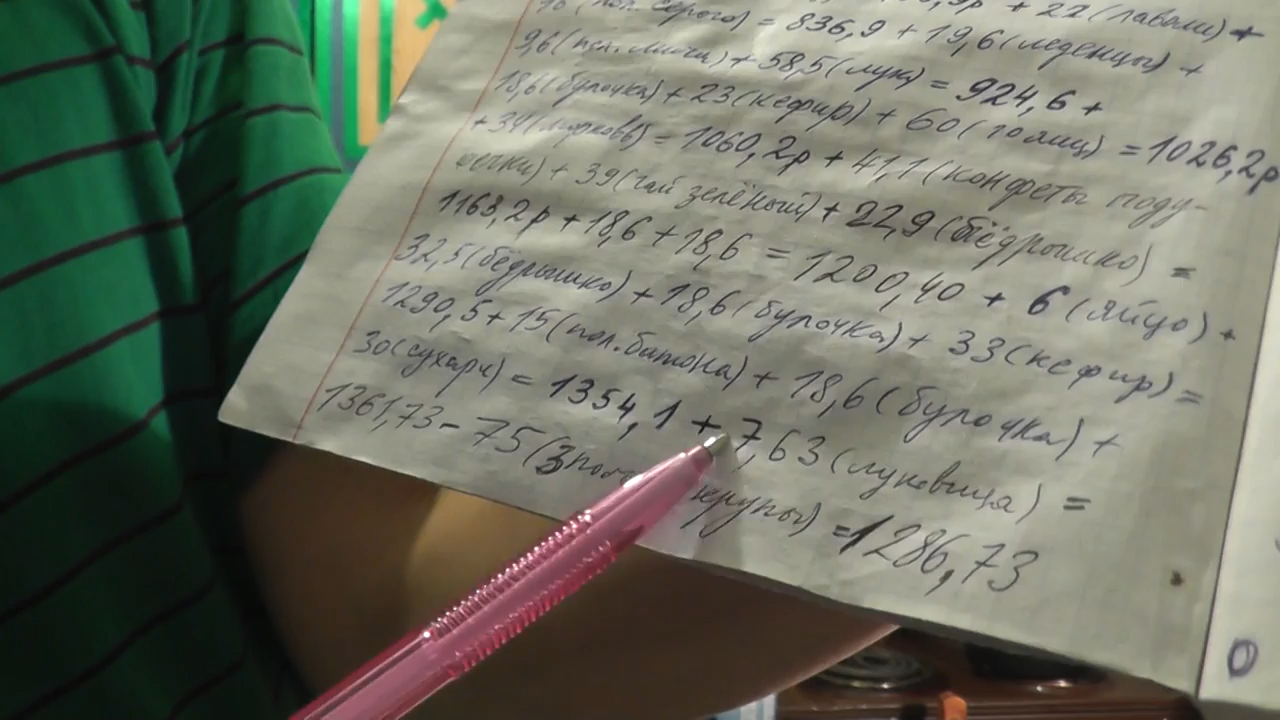 + 22 (лаваш) +
= 836,9 + 19,6 (леденцы) +
9,6 + 58,5 (лук) = 924,6 +
18,6 (булочка) + 23 (кефир) + 60 (10 яиц) = 1026,2р
+ 34 (морковь) = 1060,2р + 41,1 (конфеты поду-
шечки) + 39 (чай зелёный) + 22,9 (бёдрышко) =
1163,2р + 18,6 + 18,6 = 1200,40 + 6 (яйцо) +
32,5 (бёдрышко) + 18,6 (булочка) + 33 (кефир) =
1290,5 + 15 (пол. батона) + 18,6 (булочка) +
30 (сухари) = 1354,1 + 7,63 (луковица) =
1361,73 - 75 (3 крупы) = 1286,73
0